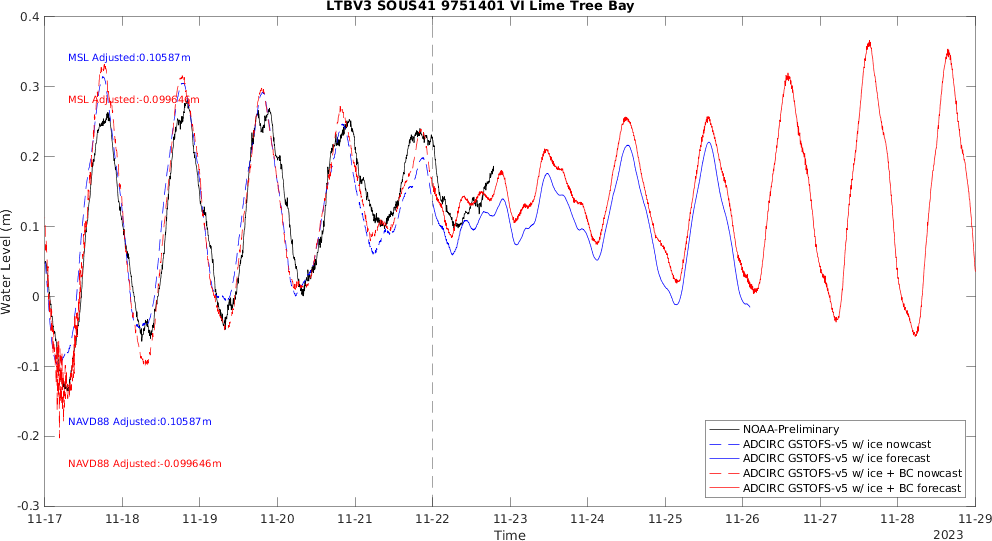 LTBV3 SOUS41 9751401 VI Lime Tree Bay
0.4
0.3
0.2
0.1
0
-0.1
-0.2
-0.3
Water Level (m)
MSL Adjusted:0.10587m
MSL Adjusted:-0.099646m
NAVD88 Adjusted:0.10587m
NAVD88 Adjusted:-0.099646m
NOAA-Preliminary
ADCIRC GSTOFS-v5 w/ ice nowcast
ADCIRC GSTOFS-v5 w/ ice forecast
ADCIRC GSTOFS-v5 w/ ice + BC nowcast
ADCIRC GSTOFS-v5 w/ ice + BC forecast
11-17 11-18 11-19 11-20 11-21 11-22 11-23 11-24 11-25 11-26 11-27 11-28 11-29
Time
2023